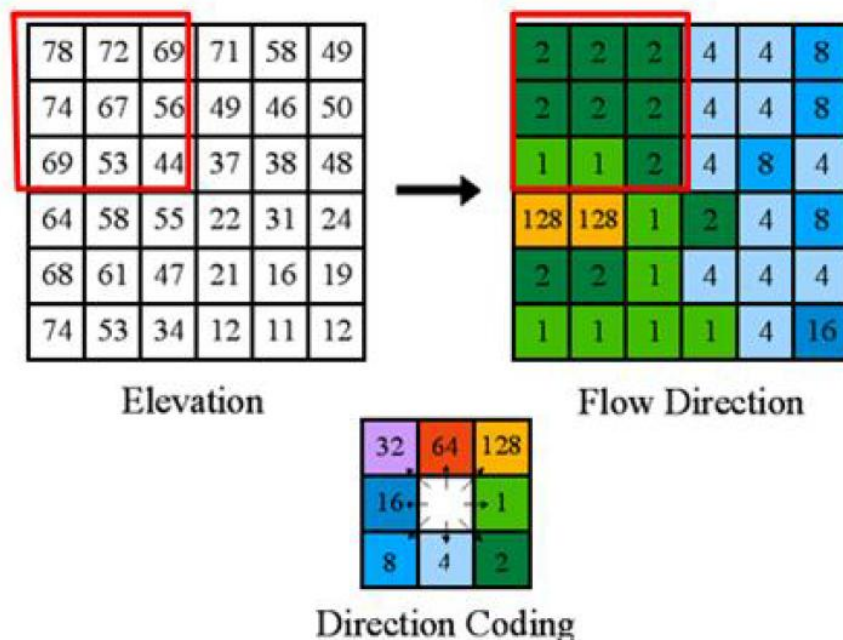 78 72 69 71 58 49 2 2 2 4 4 8
74 67 56 49 46 50 2 2 2 4 4 8
69 53 44 37 38 48 1 1 2 4 8 4
64 58 55 22 31 24 128 128 1 2 4 8
68 61 47 21 16 19 2 2 1 4 4 4
74 53 34 12 11 12 1 1 1 1 4 16
Elevation Flow Direction
32 64 128
16 1
8 4 2
Direction Coding